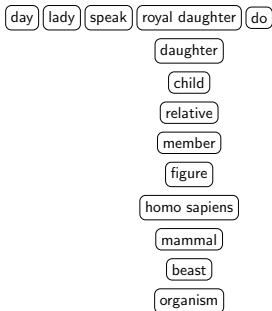 day lady speak royal daughter do
daughter
child
relative
member
figure
homo sapiens
mammal
beast
organism